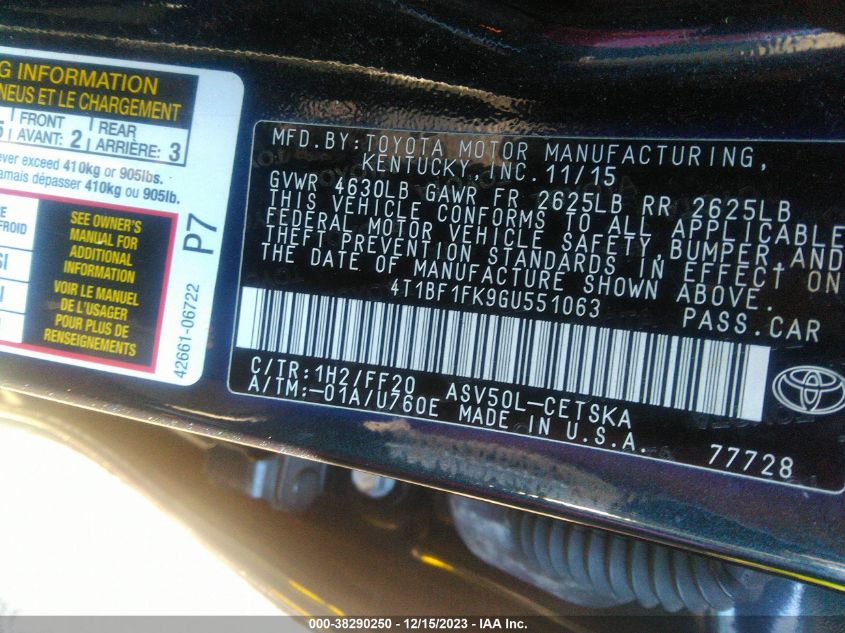 G INFORMATION
NEUS ET LE CHARGEMENT
5 FRONT AVANT: 2 REAR ARRIÈRE: 3
ever exceed 410kg or 905lbs.
amais dépasser 410kg ou 905lb.
FROID
SI
SEE OWNER'S
MANUAL FOR
ADDITIONAL
INFORMATION
VOIR LE MANUEL
DE L'USAGER
POUR PLUS DE
RENSEIGNEMENTS
P7
42661-06722
MFD.BY:TOYOTA MOTOR MANUFACTURING,
KENTUCKY INC. 11/15
GVWR 4630LB GAWR FR 2625LB RR 2625LB
THIS VEHICLE CONFORMS TO ALL APPLICABLE
FEDERAL MOTOR VEHICLE SAFETY,BUMPER,AND
THEFT PREVENTION STANDARDS IN EFFECT ON
THE DATE OF MANUFACTURE SHOWN ABOVE.
4T1BF1FK9GU551063 PASS.CAR
C/TR:1H2/FF20 ASV50L-CETSKA
A/TM:-01A/U760E MADE IN U.S.A.
77728
000-38290250 - 12/15/2023 - IAA Inc.